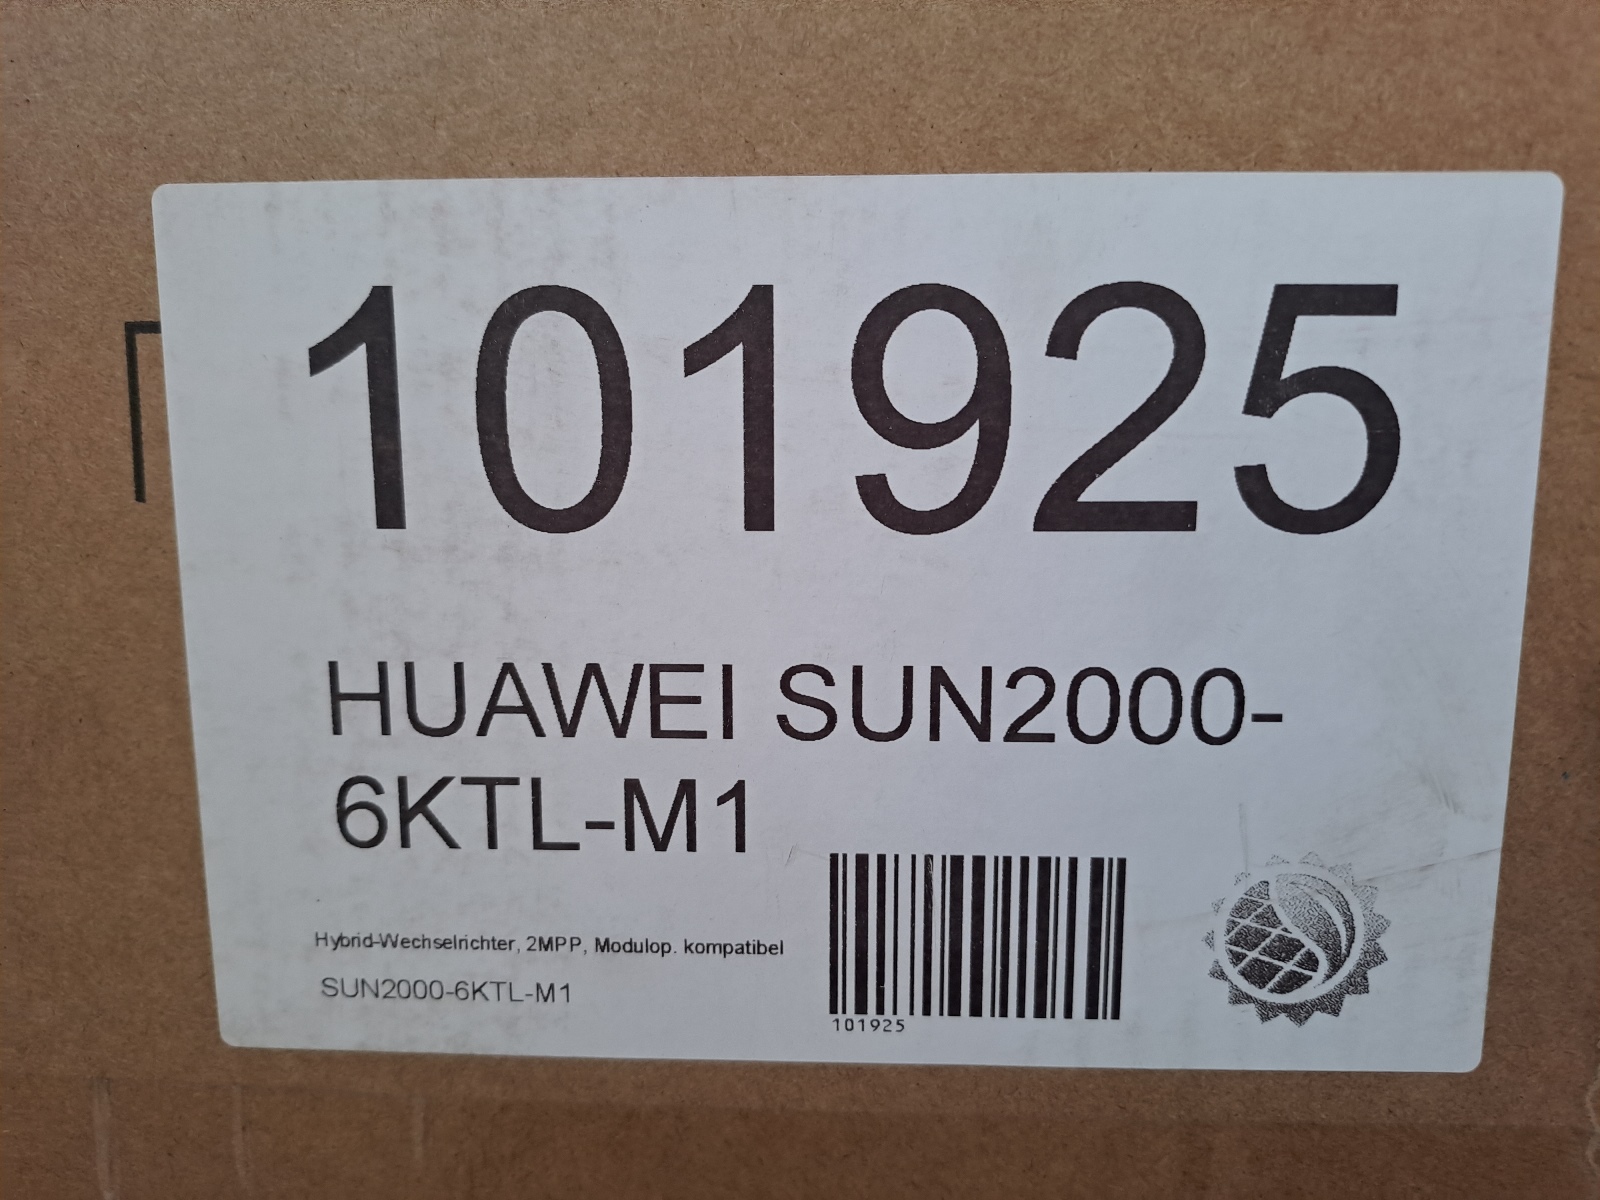 101925
HUAWEI SUN2000-
6KTL-M1
Hybrid-Wechselrichter, 2MPP, Modulop. kompatibel
SUN2000-6KTL-M1
101925